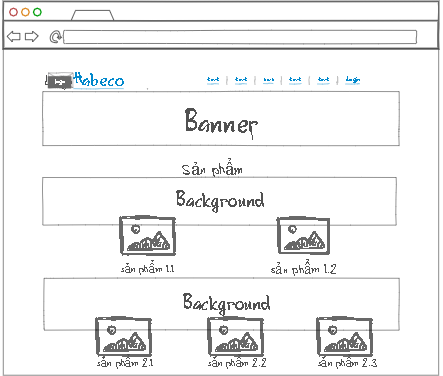 Habeco text | text | text | text | text | login
Banner
sản phẩm
Background
sản phẩm 1.1 sản phẩm 1.2
Background
sản phẩm 2.1 sản phẩm 2.2 sản phẩm 2.3